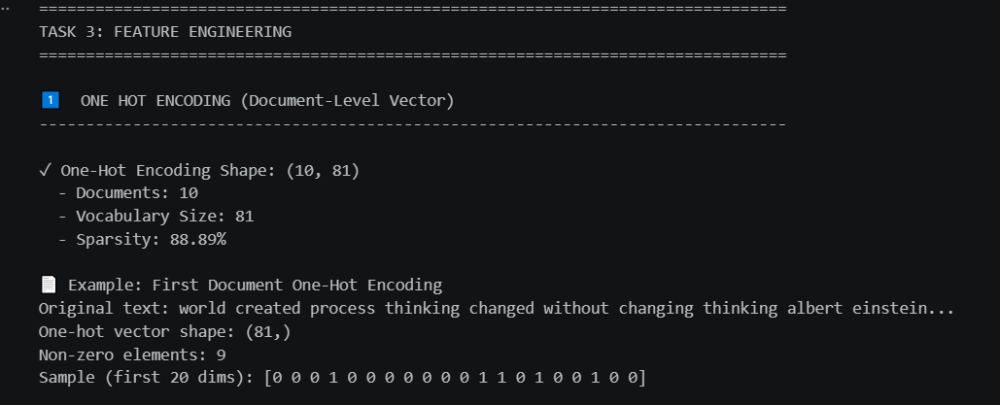 ================================================================================
TASK 3: FEATURE ENGINEERING
================================================================================
1️⃣ ONE HOT ENCODING (Document-Level Vector)
--------------------------------------------------------------------------------
✓ One-Hot Encoding Shape: (10, 81)
- Documents: 10
- Vocabulary Size: 81
- Sparsity: 88.89%
📄 Example: First Document One-Hot Encoding
Original text: world created process thinking changed without changing thinking albert einstein...
One-hot vector shape: (81,)
Non-zero elements: 9
Sample (first 20 dims): [0 0 0 1 0 0 0 0 0 0 0 1 1 0 1 0 0 1 0 0]